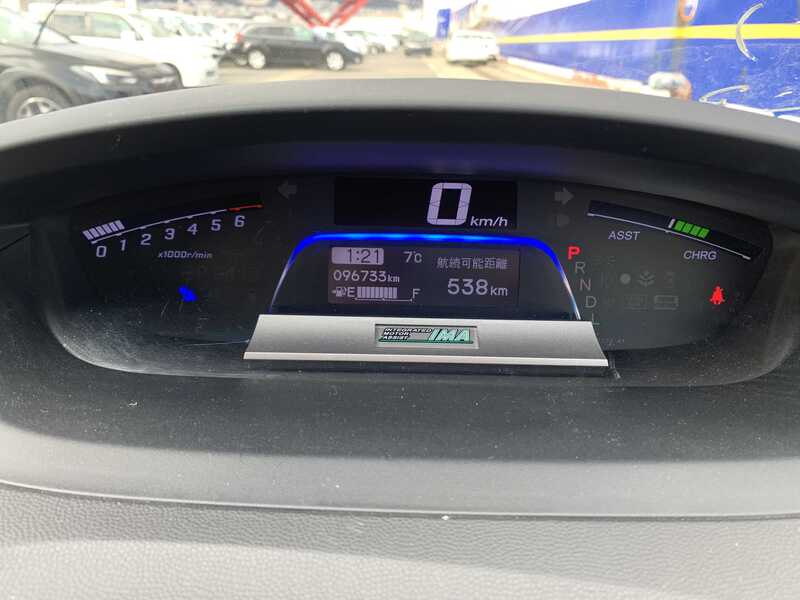 0 km/h
0 1 2 3 4 5 6
x1000r/min
1:21 7℃ 航続可能距離
096733km
E F 538km
P
R
N
D
L
ASST CHRG
INTEGRATED
MOTOR
ASSIST IMA